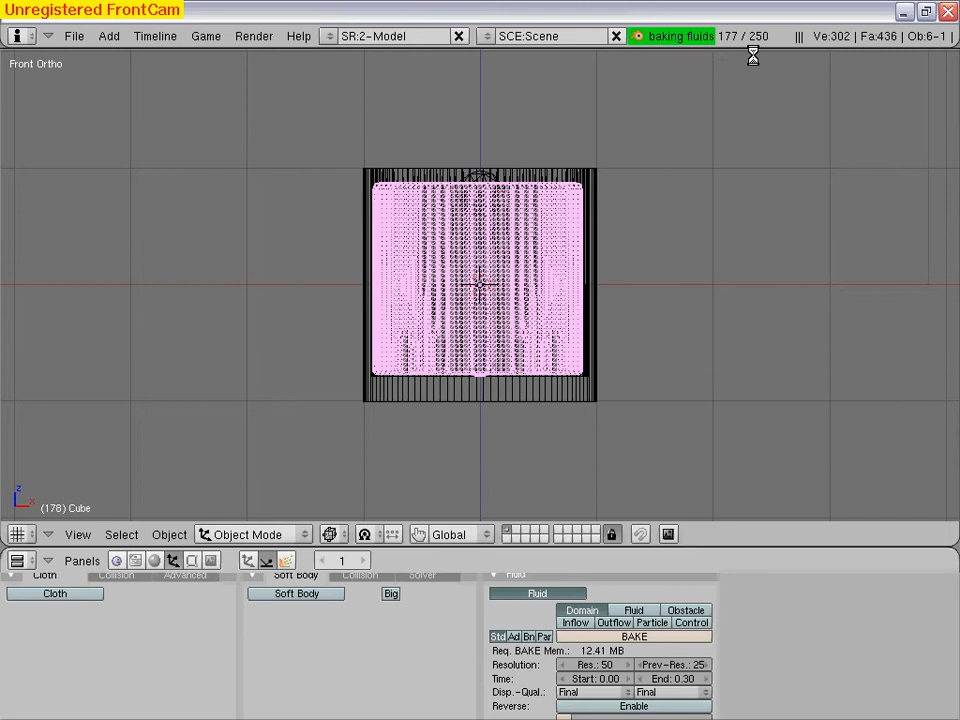 Unregistered FrontCam
File Add Timeline Game Render Help SR:2-Model SCE:Scene baking fluids 177 / 250 Ve:302 | Fa:436 | Ob:6-1 |
Front Ortho
z
x
(178) Cube
View Select Object Object Mode Global
Panels 1
Cloth Collision Advanced Soft Body Collision Solver Fluid
Cloth Soft Body Big Fluid
Domain Fluid Obstacle
Inflow Outflow Particle Control
Std Ad Bn Par BAKE
Req. BAKE Mem.: 12.41 MB
Resolution: Res.: 50 Prev-Res.: 25
Time: Start: 0.00 End: 0.30
Disp.-Qual.: Final Final
Reverse: Enable